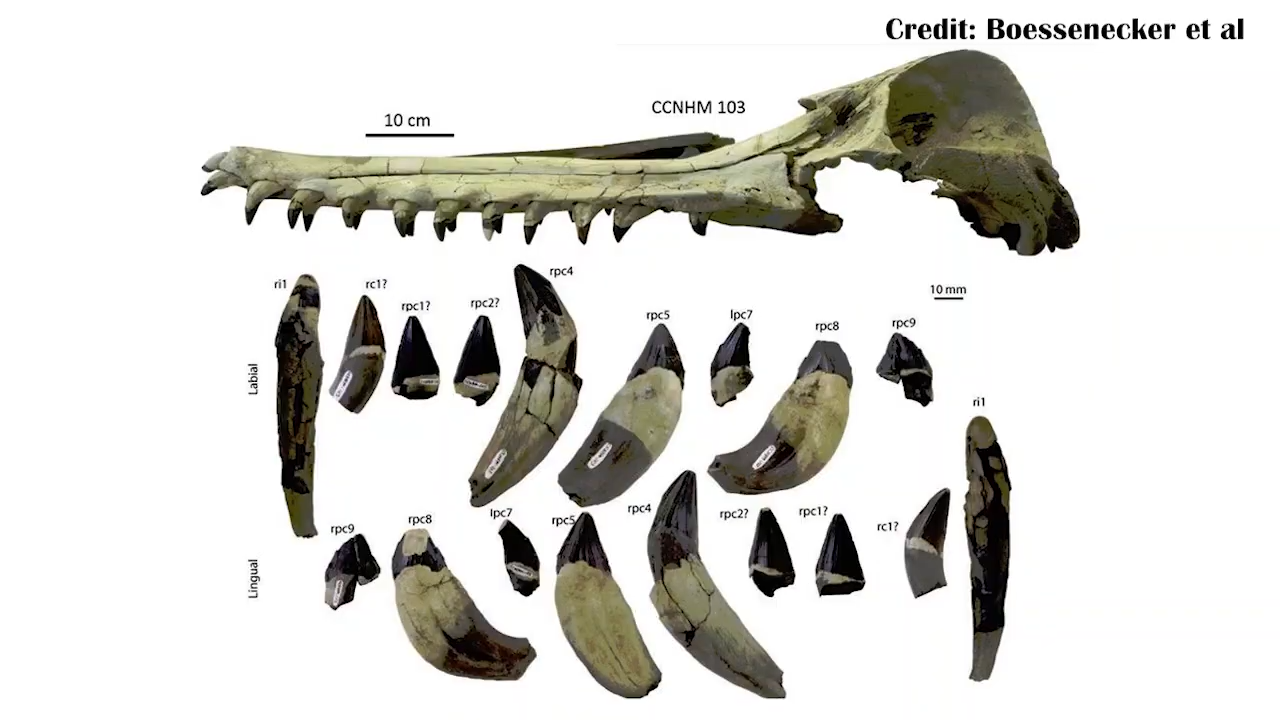 Credit: Boessenecker et al
CCNHM 103
10 cm
rpc4
ri1
rc1?
rpc1?
rpc2?
rpc5
lpc7
rpc8
rpc9
10 mm
Labial
ri1
rpc9
rpc8
lpc7
rpc5
rpc4
rpc2?
rpc1?
rc1?
Lingual